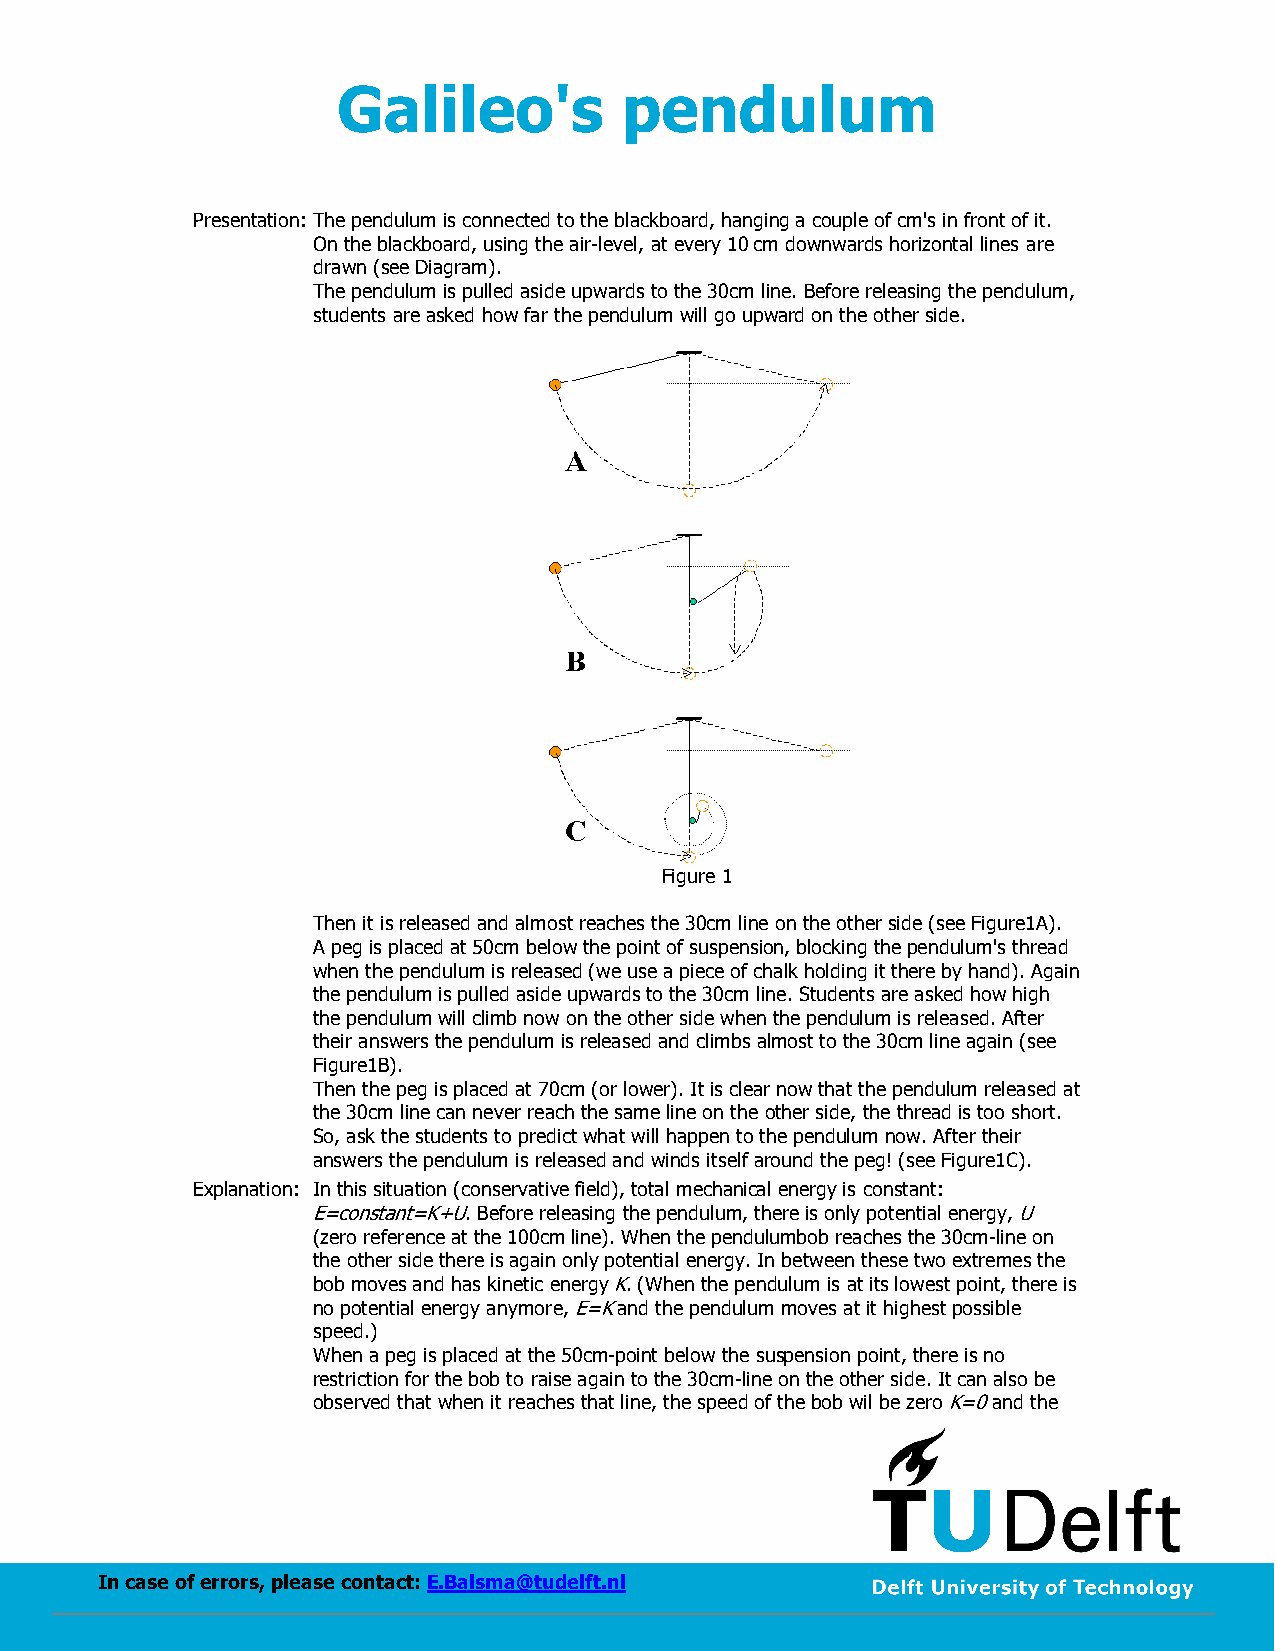 Galileo's pendulum
Presentation: The pendulum is connected to the blackboard, hanging a couple of cm's in front of it.
On the blackboard, using the air-level, at every 10 cm downwards horizontal lines are
drawn (see Diagram).
The pendulum is pulled aside upwards to the 30cm line. Before releasing the pendulum,
students are asked how far the pendulum will go upward on the other side.
A
B
C
Figure 1
Then it is released and almost reaches the 30cm line on the other side (see Figure1A).
A peg is placed at 50cm below the point of suspension, blocking the pendulum's thread
when the pendulum is released (we use a piece of chalk holding it there by hand). Again
the pendulum is pulled aside upwards to the 30cm line. Students are asked how high
the pendulum will climb now on the other side when the pendulum is released. After
their answers the pendulum is released and climbs almost to the 30cm line again (see
Figure1B).
Then the peg is placed at 70cm (or lower). It is clear now that the pendulum released at
the 30cm line can never reach the same line on the other side, the thread is too short.
So, ask the students to predict what will happen to the pendulum now. After their
answers the pendulum is released and winds itself around the peg! (see Figure1C).
Explanation: In this situation (conservative field), total mechanical energy is constant:
E=constant=K+U. Before releasing the pendulum, there is only potential energy, U
(zero reference at the 100cm line). When the pendulumbob reaches the 30cm-line on
the other side there is again only potential energy. In between these two extremes the
bob moves and has kinetic energy K. (When the pendulum is at its lowest point, there is
no potential energy anymore, E=K and the pendulum moves at it highest possible
speed.)
When a peg is placed at the 50cm-point below the suspension point, there is no
restriction for the bob to raise again to the 30cm-line on the other side. It can also be
observed that when it reaches that line, the speed of the bob wil be zero K=0 and the
TUDelft
In case of errors, please contact: E.Balsma@tudelft.nl
Delft University of Technology